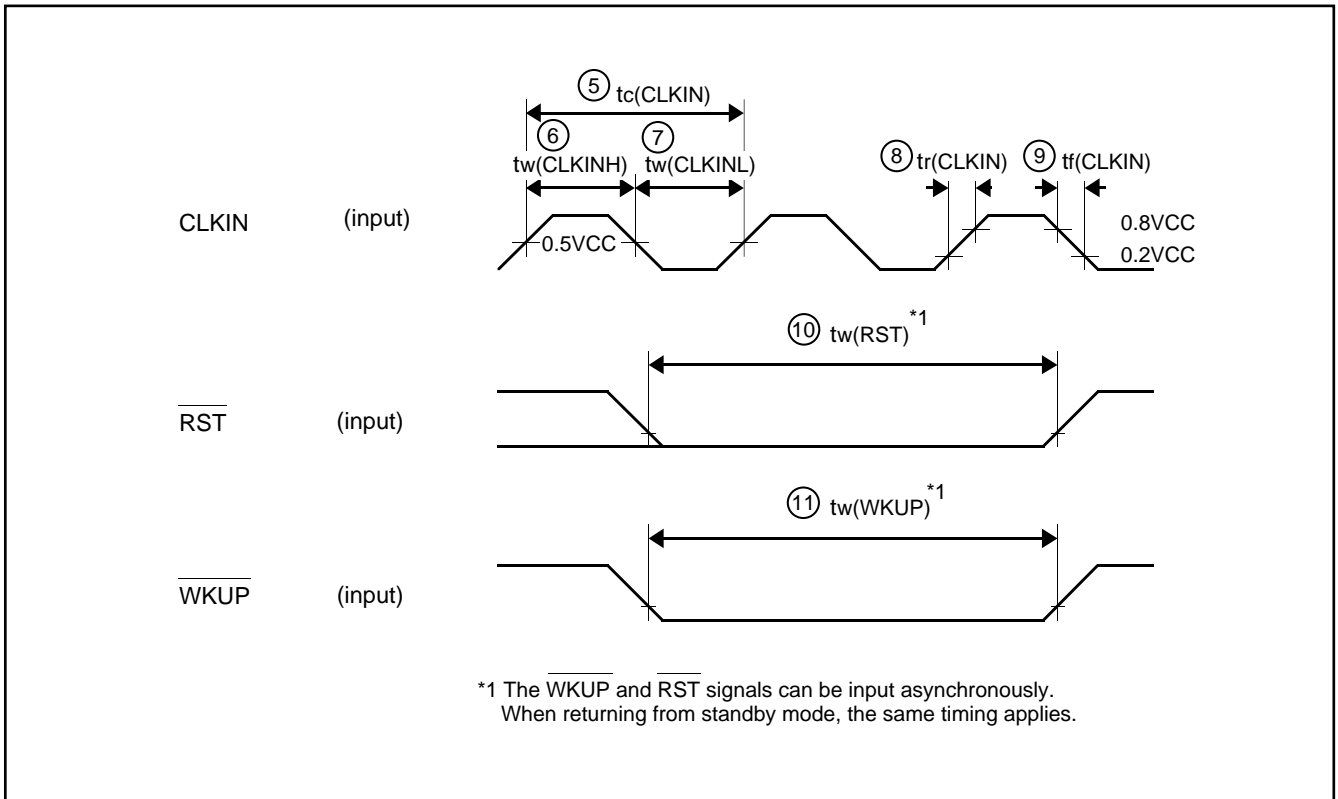 ⑤ tc(CLKIN)
⑥ ⑦
tw(CLKINH) tw(CLKINL)
⑧ tr(CLKIN) ⑨ tf(CLKIN)
CLKIN (input)
0.5VCC
0.8VCC
0.2VCC
⑩ tw(RST)*1
RST (input)
⑪ tw(WKUP)*1
WKUP (input)
*1 The WKUP and RST signals can be input asynchronously.
When returning from standby mode, the same timing applies.